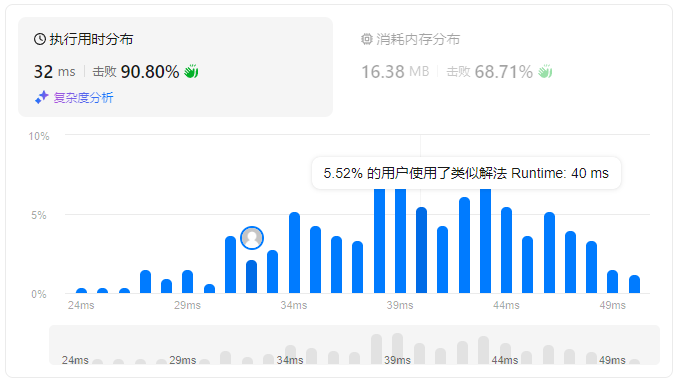 执行用时分布
32 ms 击败 90.80%
复杂度分析
消耗内存分布
16.38 MB 击败 68.71%
10%
5.52% 的用户使用了类似解法 Runtime: 40 ms
5%
0%
24ms 29ms 34ms 39ms 44ms 49ms
24ms 29ms 34ms 39ms 44ms 49ms